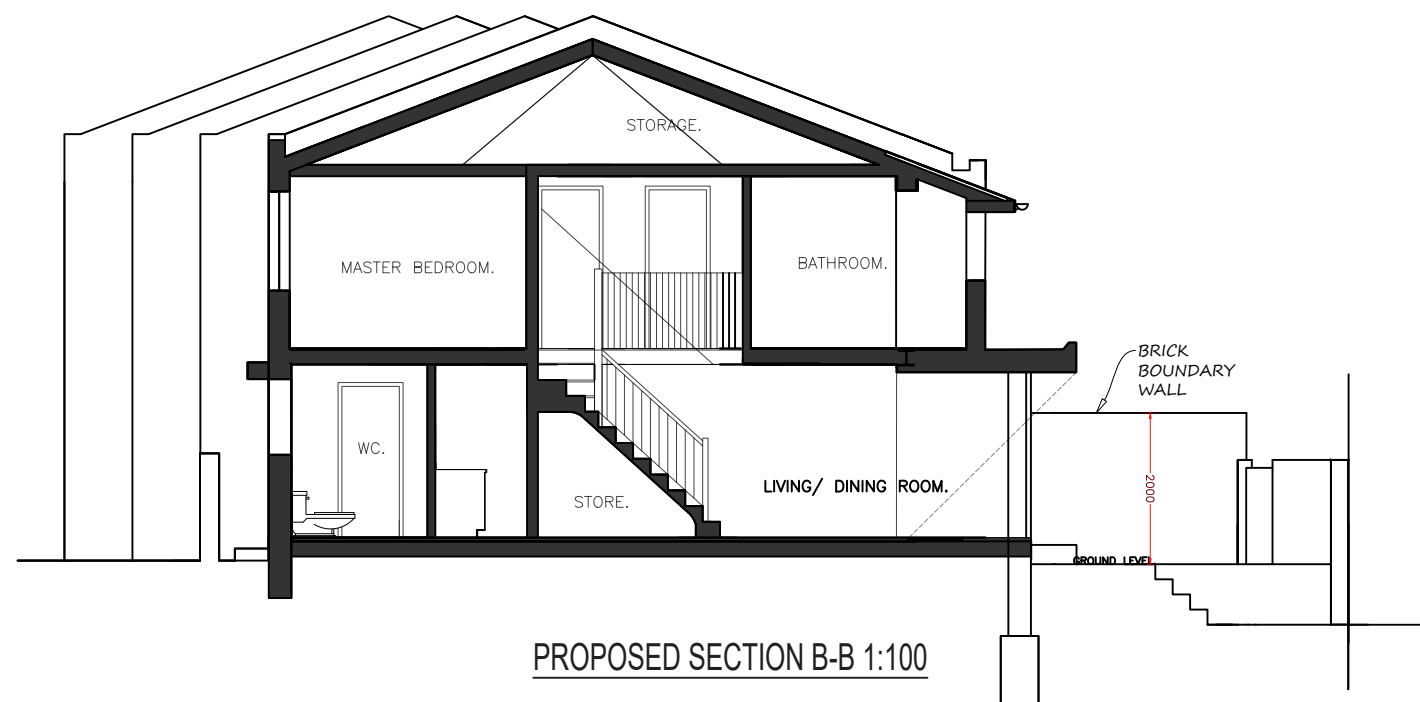 STORAGE.
MASTER BEDROOM.
BATHROOM.
BRICK
BOUNDARY
WALL
WC.
STORE.
LIVING/ DINING ROOM.
2000
GROUND LEVEL
PROPOSED SECTION B-B 1:100